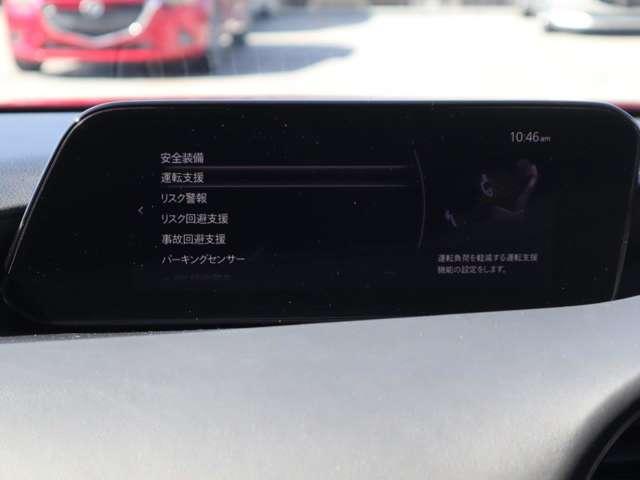 10:46am
安全装備
運転支援
リスク警報
リスク回避支援
事故回避支援
パーキングセンサー
運転負荷を軽減する運転支援
機能の設定をします。